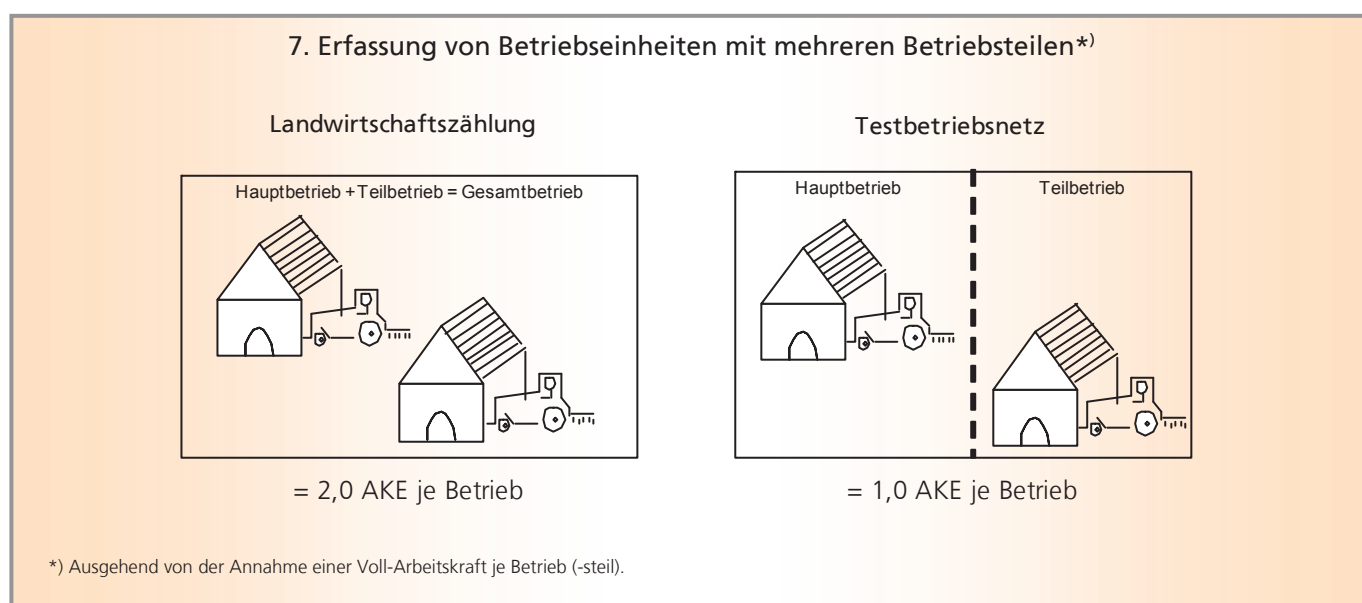 7. Erfassung von Betriebseinheiten mit mehreren Betriebsteilen*)
Landwirtschaftszählung
Hauptbetrieb + Teilbetrieb = Gesamtbetrieb
= 2,0 AKE je Betrieb
Testbetriebsnetz
Hauptbetrieb
Teilbetrieb
= 1,0 AKE je Betrieb
*) Ausgehend von der Annahme einer Voll-Arbeitskraft je Betrieb (-steil).